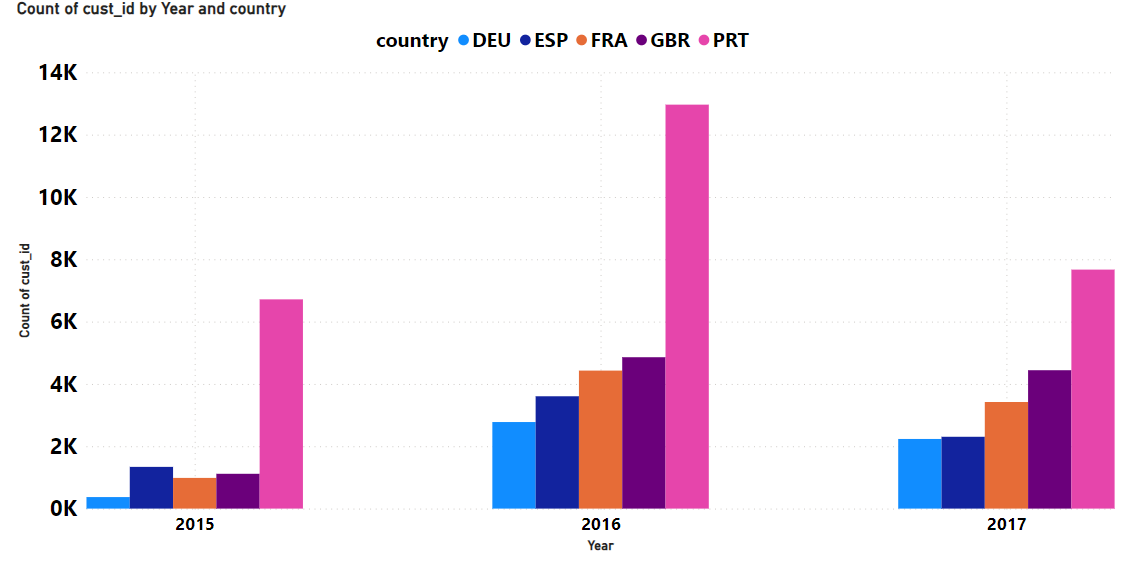 Count of cust_id by Year and country
country DEU ESP FRA GBR PRT
14K
12K
10K
8K
6K
4K
2K
0K
Count of cust_id
2015 2016 2017
Year